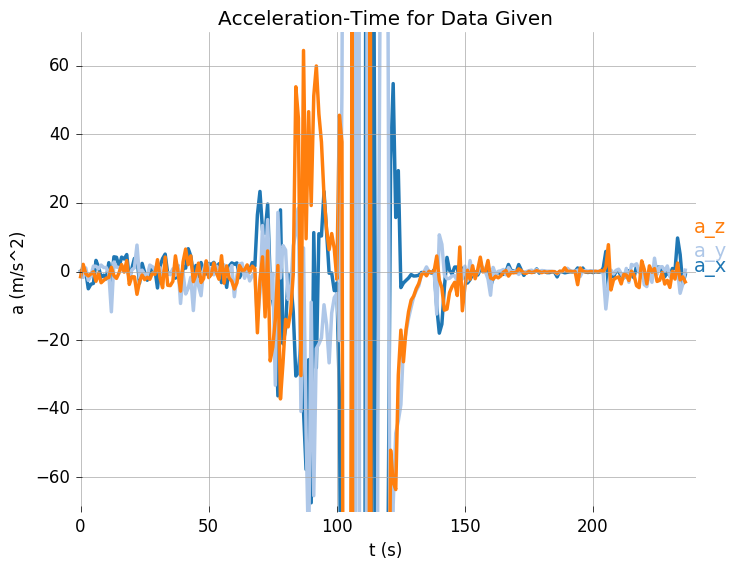 Acceleration-Time for Data Given
a (m/s^2)
60
40
20
0
−20
−40
−60
a_z
a_y
a_x
0 50 100 150 200
t (s)